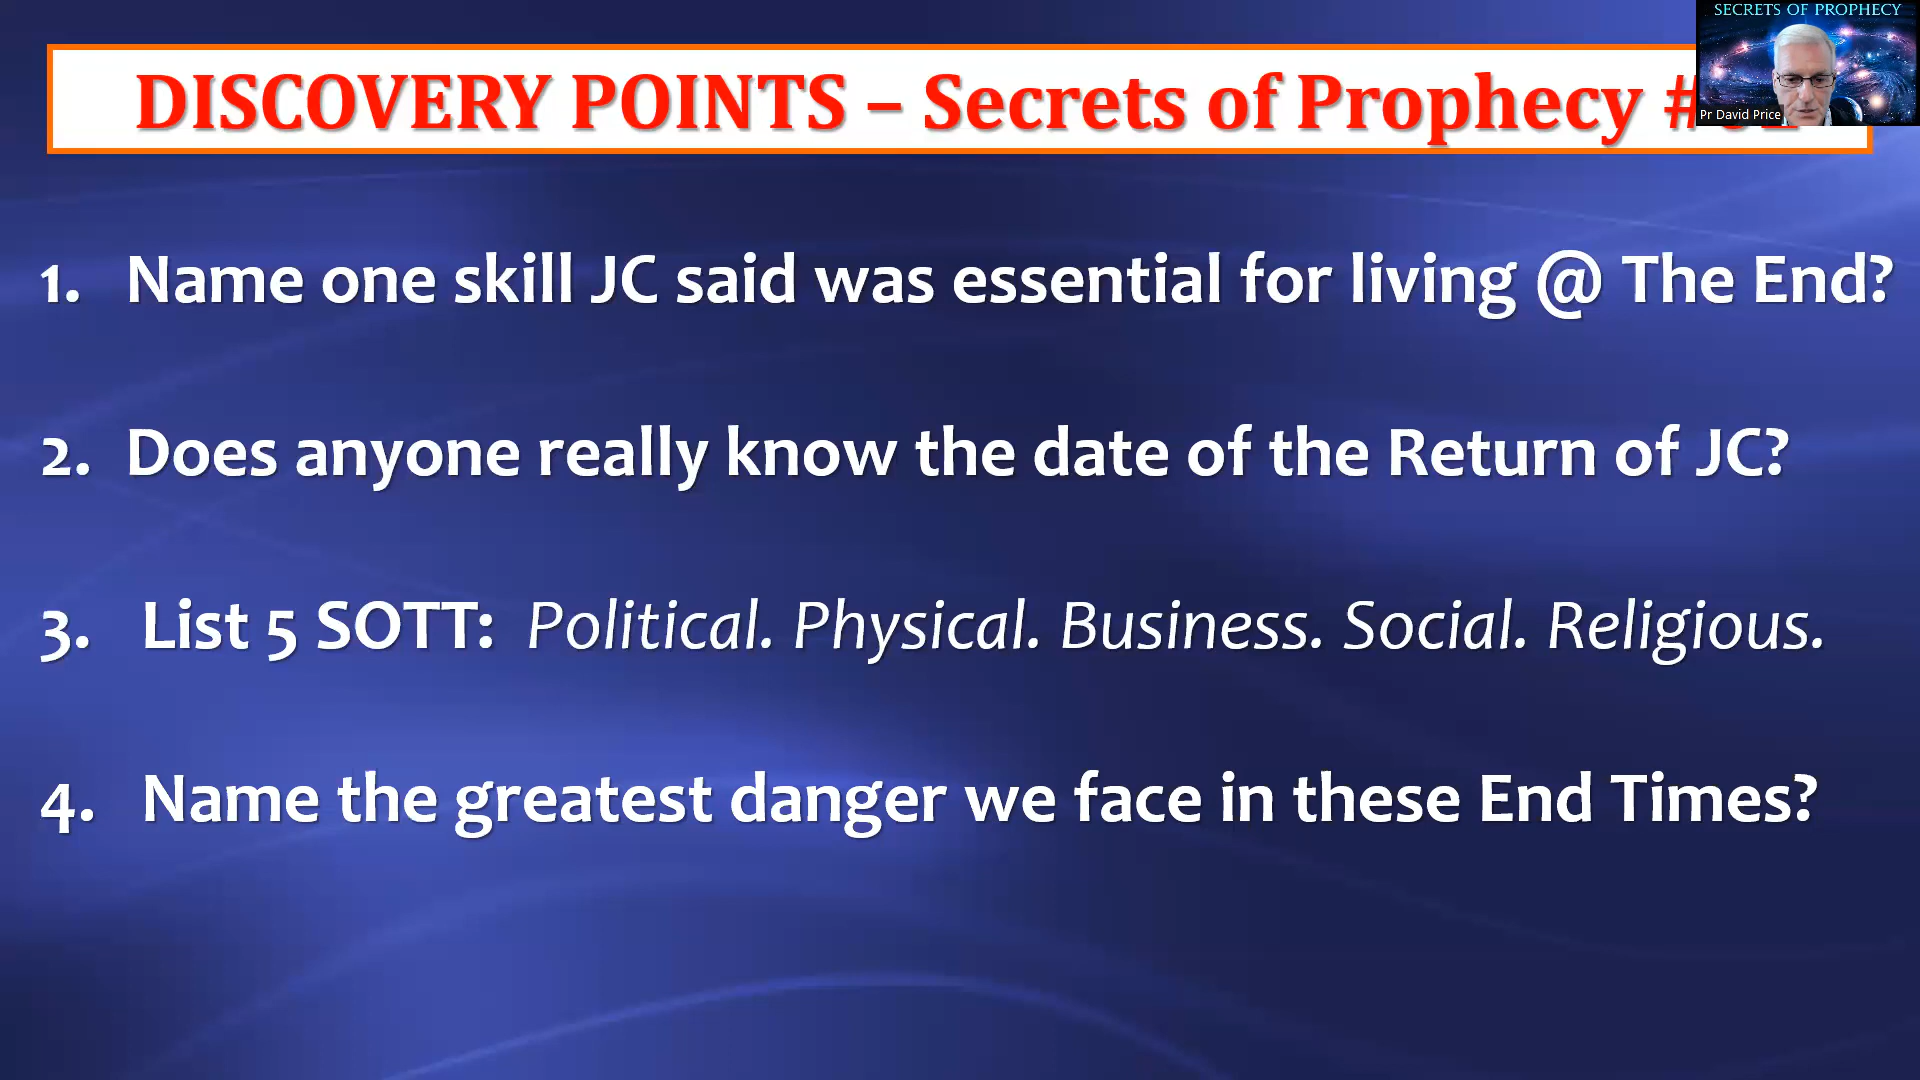 SECRETS OF PROPHECY
DISCOVERY POINTS – Secrets of Prophecy #
Pr David Price
1. Name one skill JC said was essential for living @ The End?
2. Does anyone really know the date of the Return of JC?
3. List 5 SOTT: Political. Physical. Business. Social. Religious.
4. Name the greatest danger we face in these End Times?